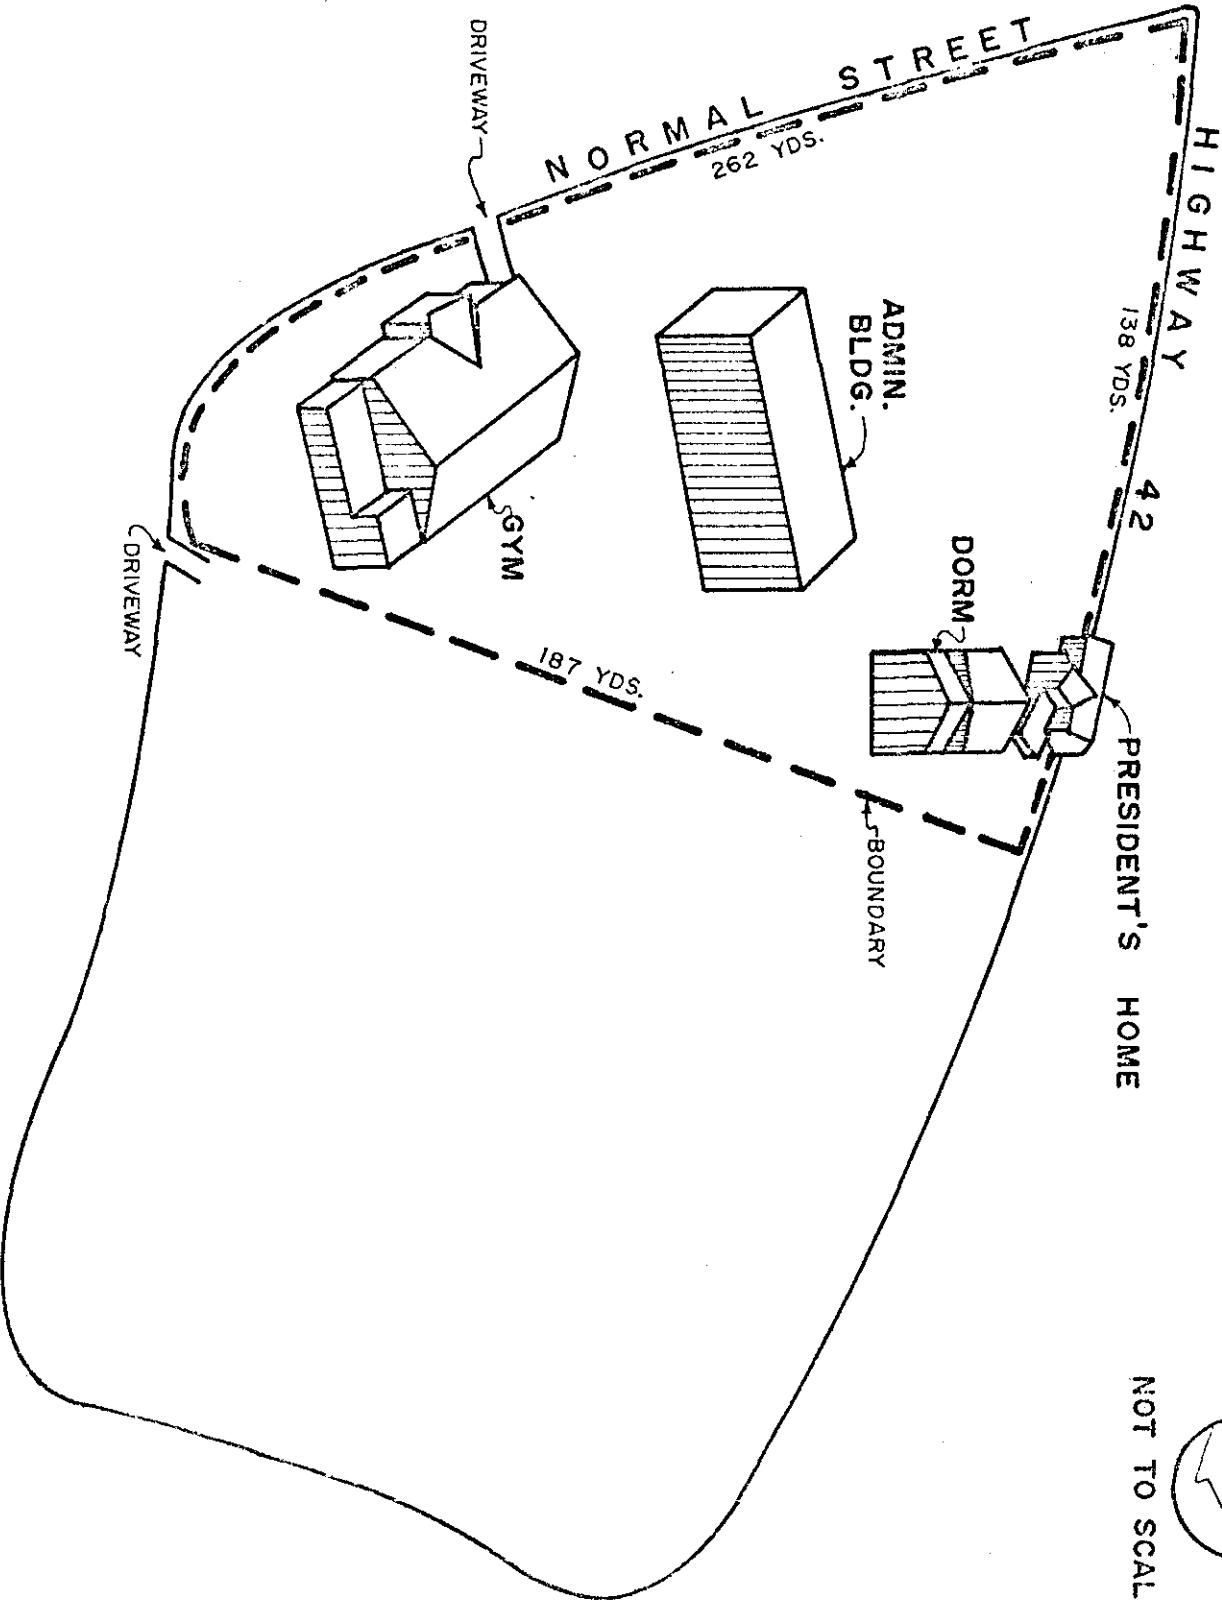 HIGHWAY 42
138 YDS.
NORMAL STREET
262 YDS.
DRIVEWAY
ADMIN.
BLDG.
GYM
DORM
PRESIDENT'S HOME
187 YDS.
BOUNDARY
DRIVEWAY
NOT TO SCAL